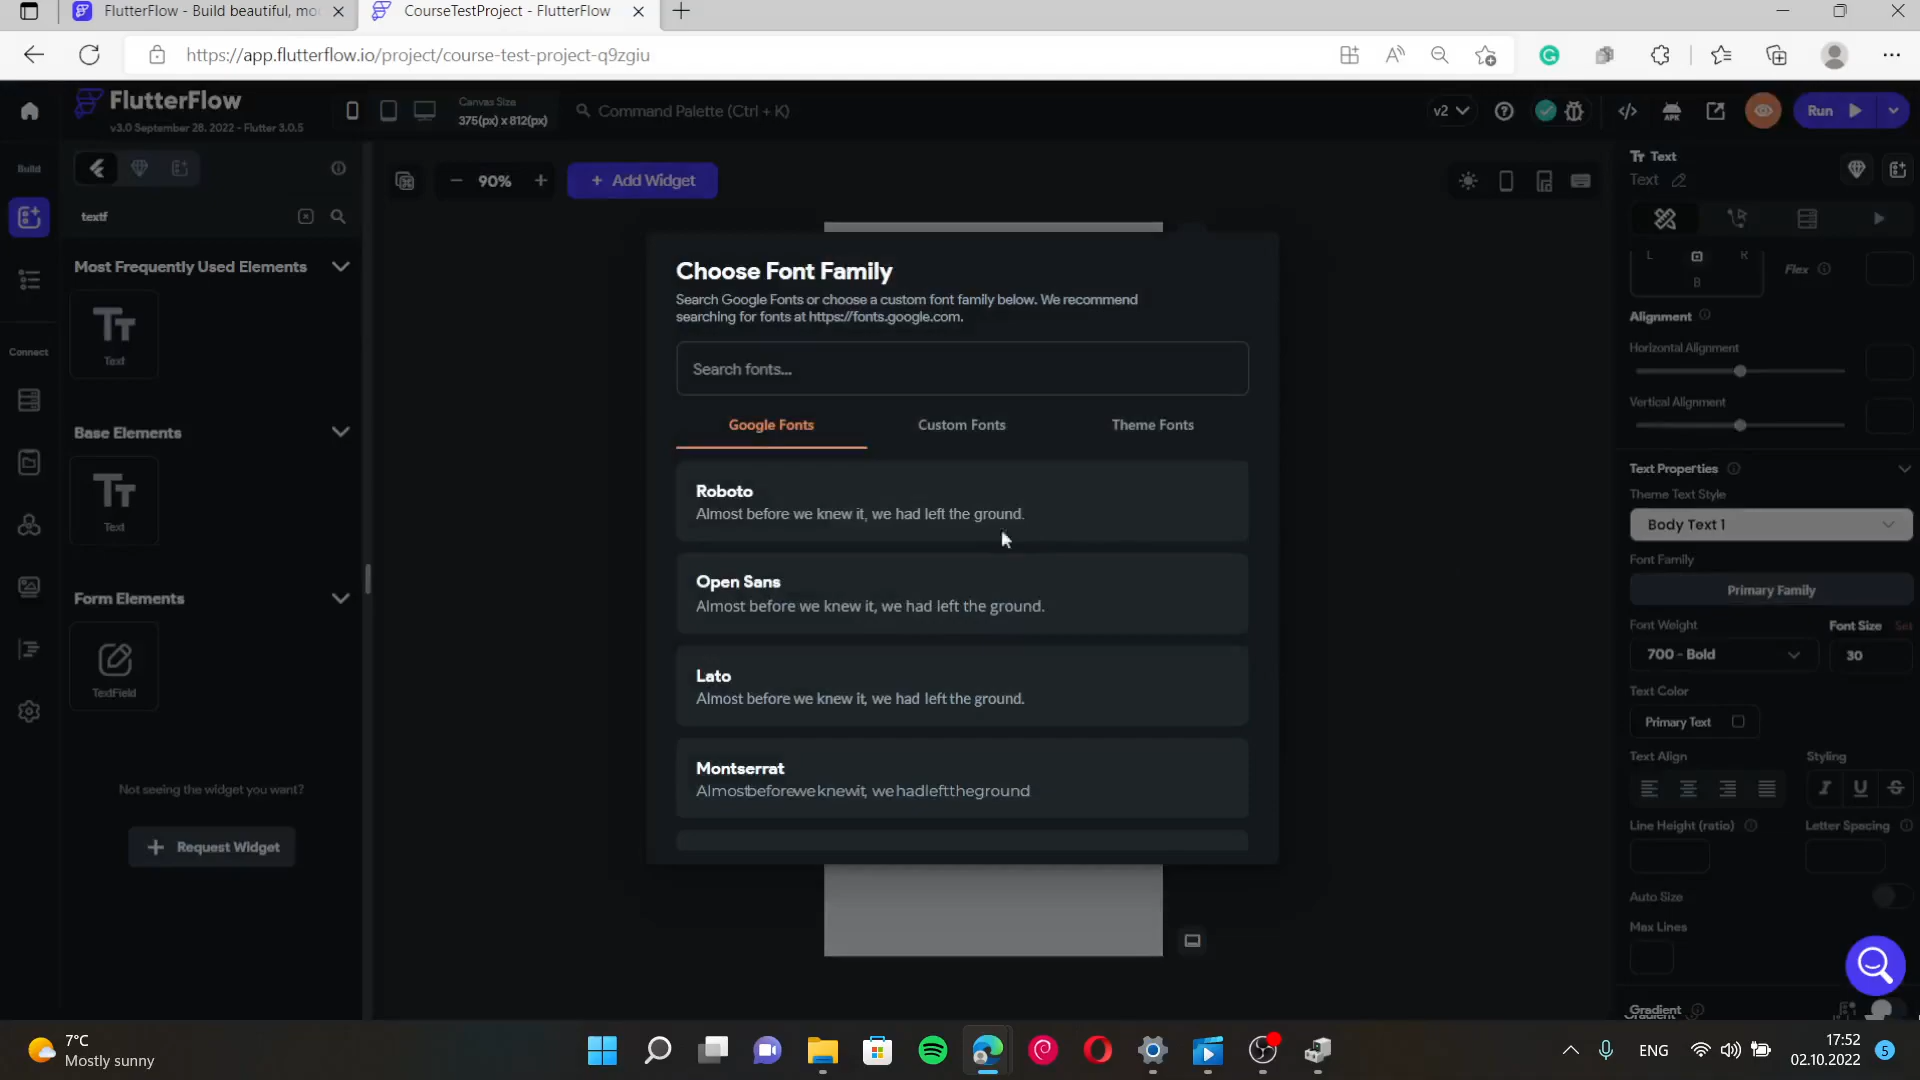 FlutterFlow - Build beautiful, mo
CourseTestProject - FlutterFlow
https://app.flutterflow.io/project/course-test-project-q9zgiu
FlutterFlow
v3.0 September 28, 2022 - Flutter 3.0.5
Canvas Size
375(px) x 812(px)
Command Palette (Ctrl + K)
v2
APK
Run
Build
Connect
textf
Most Frequently Used Elements
Text
Base Elements
Text
Form Elements
TextField
Not seeing the widget you want?
+ Request Widget
90%
+ Add Widget
Choose Font Family
Search Google Fonts or choose a custom font family below. We recommend
searching for fonts at https://fonts.google.com.
Search fonts...
Google Fonts
Custom Fonts
Theme Fonts
Roboto
Almost before we knew it, we had left the ground.
Open Sans
Almost before we knew it, we had left the ground.
Lato
Almost before we knew it, we had left the ground.
Montserrat
Almost before we knew it, we had left the ground
Tr Text
Text
L
R
B
Flex
Alignment
Horizontal Alignment
Vertical Alignment
Text Properties
Theme Text Style
Body Text 1
Font Family
Primary Family
Font Weight
Font Size
700 - Bold
30
Text Color
Primary Text
Text Align
Styling
Line Height (ratio)
Letter Spacing
Auto Size
Max Lines
Gradient
7°C
Mostly sunny
ENG
17:52
02.10.2022
5